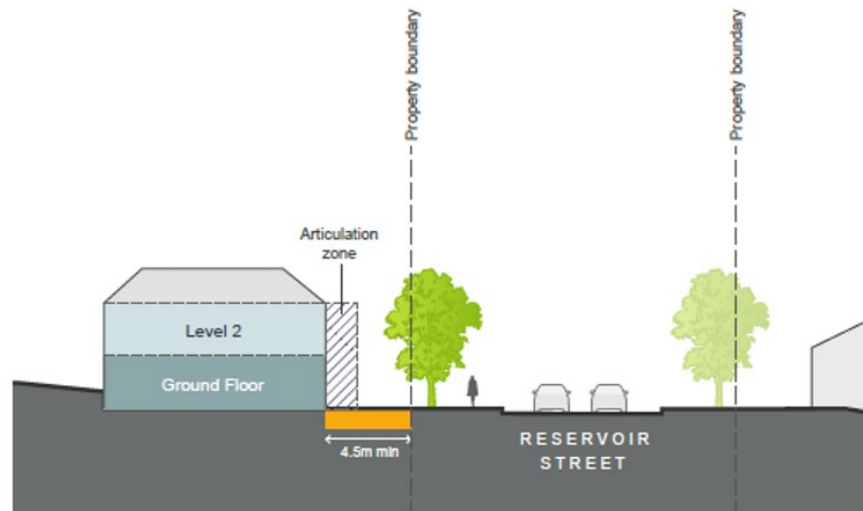 Property boundary
Property boundary
Articulation
zone
Level 2
Ground Floor
4.5m min
RESERVOIR
STREET